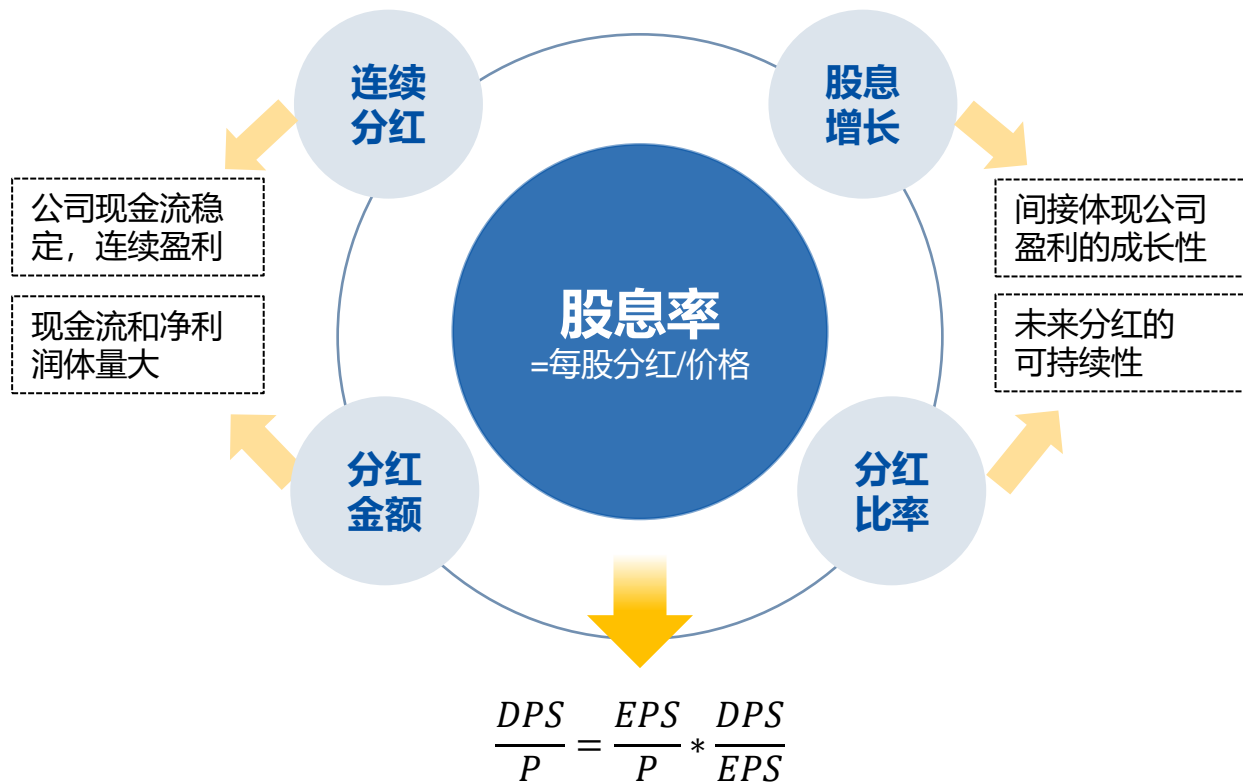 连续
分红
股息
增长
公司现金流稳
定，连续盈利
间接体现公司
盈利的成长性
股息率
=每股分红/价格
现金流和净利
润体量大
未来分红的
可持续性
分红
金额
分红
比率
DPS/P = EPS/P * DPS/EPS